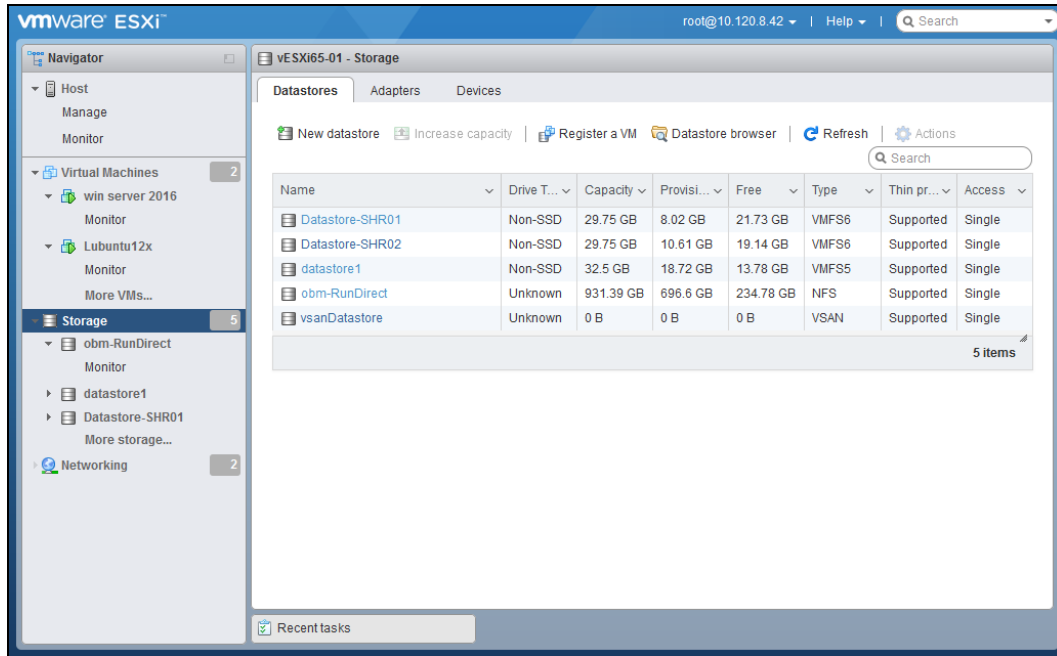 vmware ESXi™
root@10.120.8.42 | Help | Search
Navigator
Host
Manage
Monitor
Virtual Machines 2
win server 2016
Monitor
Lubuntu12x
Monitor
More VMs...
Storage 5
obm-RunDirect
Monitor
datastore1
Datastore-SHR01
More storage...
Networking 2
vESXi65-01 - Storage
Datastores Adapters Devices
New datastore Increase capacity | Register a VM Datastore browser | Refresh | Actions
Search
Name Drive T... Capacity Provisi... Free Type Thin pr... Access
Datastore-SHR01 Non-SSD 29.75 GB 8.02 GB 21.73 GB VMFS6 Supported Single
Datastore-SHR02 Non-SSD 29.75 GB 10.61 GB 19.14 GB VMFS6 Supported Single
datastore1 Non-SSD 32.5 GB 18.72 GB 13.78 GB VMFS5 Supported Single
obm-RunDirect Unknown 931.39 GB 696.6 GB 234.78 GB NFS Supported Single
vsanDatastore Unknown 0 B 0 B 0 B VSAN Supported Single
5 items
Recent tasks